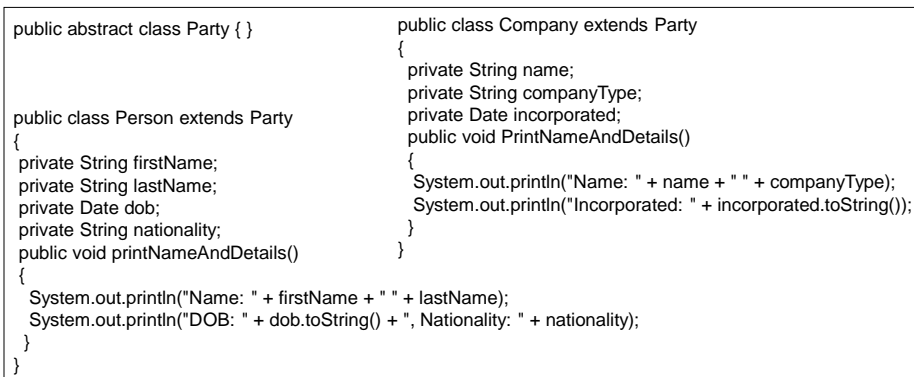 public abstract class Party { }
public class Person extends Party
{
private String firstName;
private String lastName;
private Date dob;
private String nationality;
public void printNameAndDetails()
{
System.out.println("Name: " + firstName + " " + lastName);
System.out.println("DOB: " + dob.toString() + ", Nationality: " + nationality);
}
}
public class Company extends Party
{
private String name;
private String companyType;
private Date incorporated;
public void PrintNameAndDetails()
{
System.out.println("Name: " + name + " " + companyType);
System.out.println("Incorporated: " + incorporated.toString());
}
}